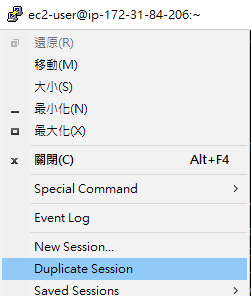 ec2-user@ip-172-31-84-206:~
還原(R)
移動(M)
大小(S)
最小化(N)
最大化(X)
關閉(C) Alt+F4
Special Command
Event Log
New Session...
Duplicate Session
Saved Sessions